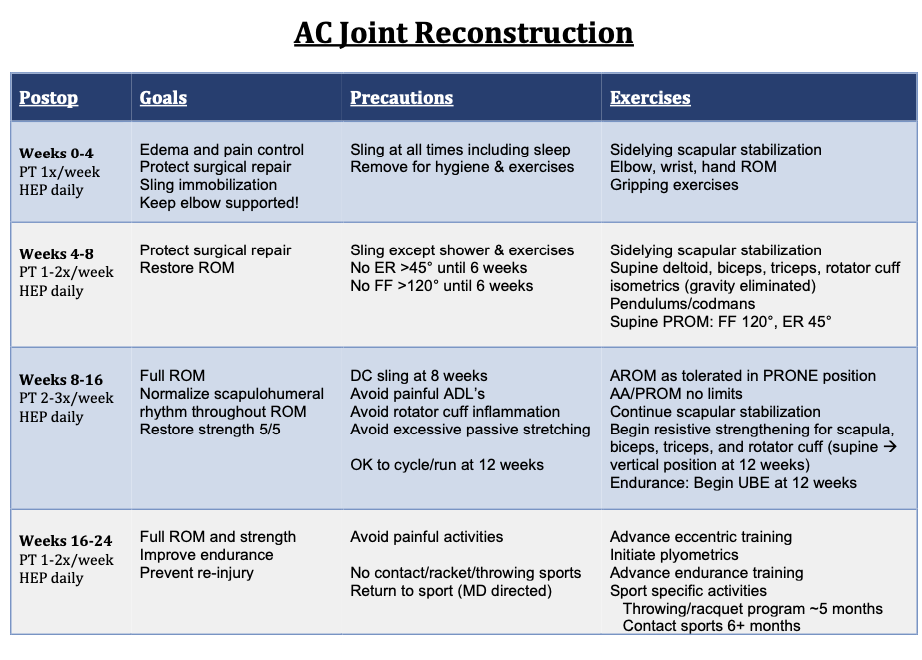 AC Joint Reconstruction
Postop
Goals
Precautions
Exercises
Weeks 0-4
PT 1x/week
HEP daily
Edema and pain control
Protect surgical repair
Sling immobilization
Keep elbow supported!
Sling at all times including sleep
Remove for hygiene & exercises
Sidelying scapular stabilization
Elbow, wrist, hand ROM
Gripping exercises
Weeks 4-8
PT 1-2x/week
HEP daily
Protect surgical repair
Restore ROM
Sling except shower & exercises
No ER >45° until 6 weeks
No FF >120° until 6 weeks
Sidelying scapular stabilization
Supine deltoid, biceps, triceps, rotator cuff
isometrics (gravity eliminated)
Pendulums/codmans
Supine PROM: FF 120°, ER 45°
Weeks 8-16
PT 2-3x/week
HEP daily
Full ROM
Normalize scapulohumeral
rhythm throughout ROM
Restore strength 5/5
DC sling at 8 weeks
Avoid painful ADL's
Avoid rotator cuff inflammation
Avoid excessive passive stretching
OK to cycle/run at 12 weeks
AROM as tolerated in PRONE position
AA/PROM no limits
Continue scapular stabilization
Begin resistive strengthening for scapula,
biceps, triceps, and rotator cuff (supine →
vertical position at 12 weeks)
Endurance: Begin UBE at 12 weeks
Weeks 16-24
PT 1-2x/week
HEP daily
Full ROM and strength
Improve endurance
Prevent re-injury
Avoid painful activities
No contact/racket/throwing sports
Return to sport (MD directed)
Advance eccentric training
Initiate plyometrics
Advance endurance training
Sport specific activities
Throwing/racquet program ~5 months
Contact sports 6+ months